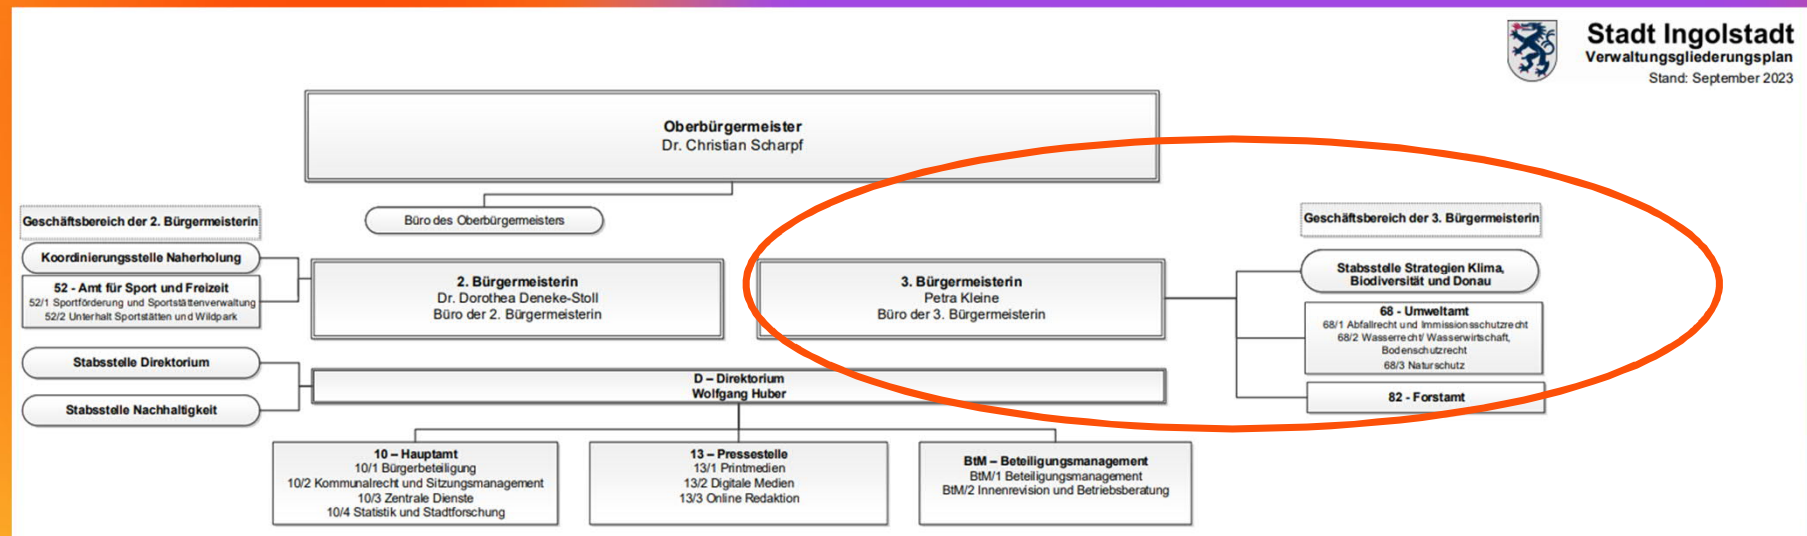 Stadt Ingolstadt
Verwaltungsgliederungsplan
Stand: September 2023
Oberbürgermeister
Dr. Christian Scharpf
Büro des Oberbürgermeisters
Geschäftsbereich der 2. Bürgermeisterin
Koordinierungsstelle Naherholung
52 - Amt für Sport und Freizeit
52/1 Sportförderung und Sportstättenverwaltung
52/2 Unterhalt Sportstätten und Wildpark
2. Bürgermeisterin
Dr. Dorothea Deneke-Stoll
Büro der 2. Bürgermeisterin
3. Bürgermeisterin
Petra Kleine
Büro der 3. Bürgermeisterin
Geschäftsbereich der 3. Bürgermeisterin
Stabsstelle Strategien Klima,
Biodiversität und Donau
68 - Umweltamt
68/1 Abfallrecht und Immissionsschutzrecht
68/2 Wasserrecht/ Wasserwirtschaft,
Bodenschutzrecht
68/3 Naturschutz
82 - Forstamt
Stabsstelle Direktorium
Stabsstelle Nachhaltigkeit
D – Direktorium
Wolfgang Huber
10 – Hauptamt
10/1 Bürgerbeteiligung
10/2 Kommunalrecht und Sitzungsmanagement
10/3 Zentrale Dienste
10/4 Statistik und Stadtforschung
13 – Pressestelle
13/1 Printmedien
13/2 Digitale Medien
13/3 Online Redaktion
BtM – Beteiligungsmanagement
BtM/1 Beteiligungsmanagement
BtM/2 Innenrevision und Betriebsberatung